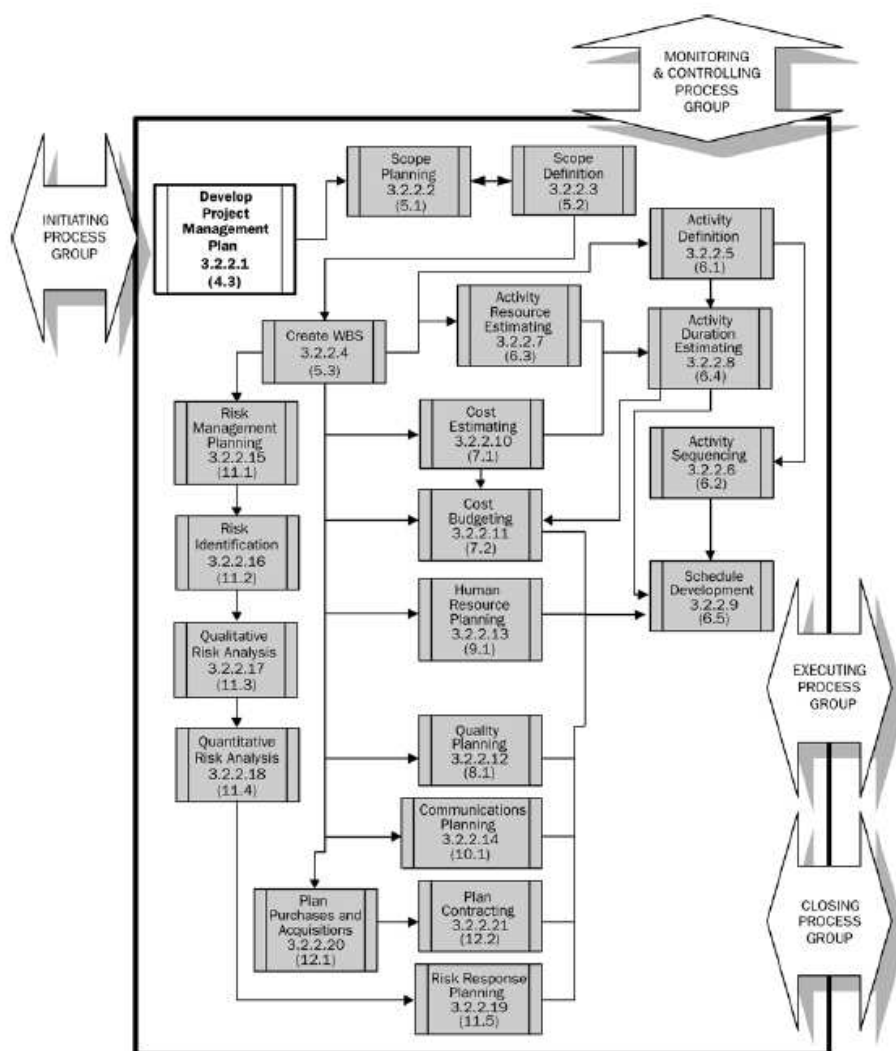 MONITORING
& CONTROLLING
PROCESS
GROUP
INITIATING
PROCESS
GROUP
Develop
Project
Management
Plan
3.2.2.1
(4.3)
Scope
Planning
3.2.2.2
(5.1)
Scope
Definition
3.2.2.3
(5.2)
Activity
Definition
3.2.2.5
(6.1)
Create WBS
3.2.2.4
(5.3)
Activity
Resource
Estimating
3.2.2.7
(6.3)
Activity
Duration
Estimating
3.2.2.8
(6.4)
Risk
Management
Planning
3.2.2.15
(11.1)
Cost
Estimating
3.2.2.10
(7.1)
Activity
Sequencing
3.2.2.6
(6.2)
Risk
Identification
3.2.2.16
(11.2)
Cost
Budgeting
3.2.2.11
(7.2)
Human
Resource
Planning
3.2.2.13
(9.1)
Schedule
Development
3.2.2.9
(6.5)
Qualitative
Risk Analysis
3.2.2.17
(11.3)
EXECUTING
PROCESS
GROUP
Quantitative
Risk Analysis
3.2.2.18
(11.4)
Quality
Planning
3.2.2.12
(8.1)
Communications
Planning
3.2.2.14
(10.1)
Plan
Purchases and
Acquisitions
3.2.2.20
(12.1)
Plan
Contracting
3.2.2.21
(12.2)
CLOSING
PROCESS
GROUP
Risk Response
Planning
3.2.2.19
(11.5)